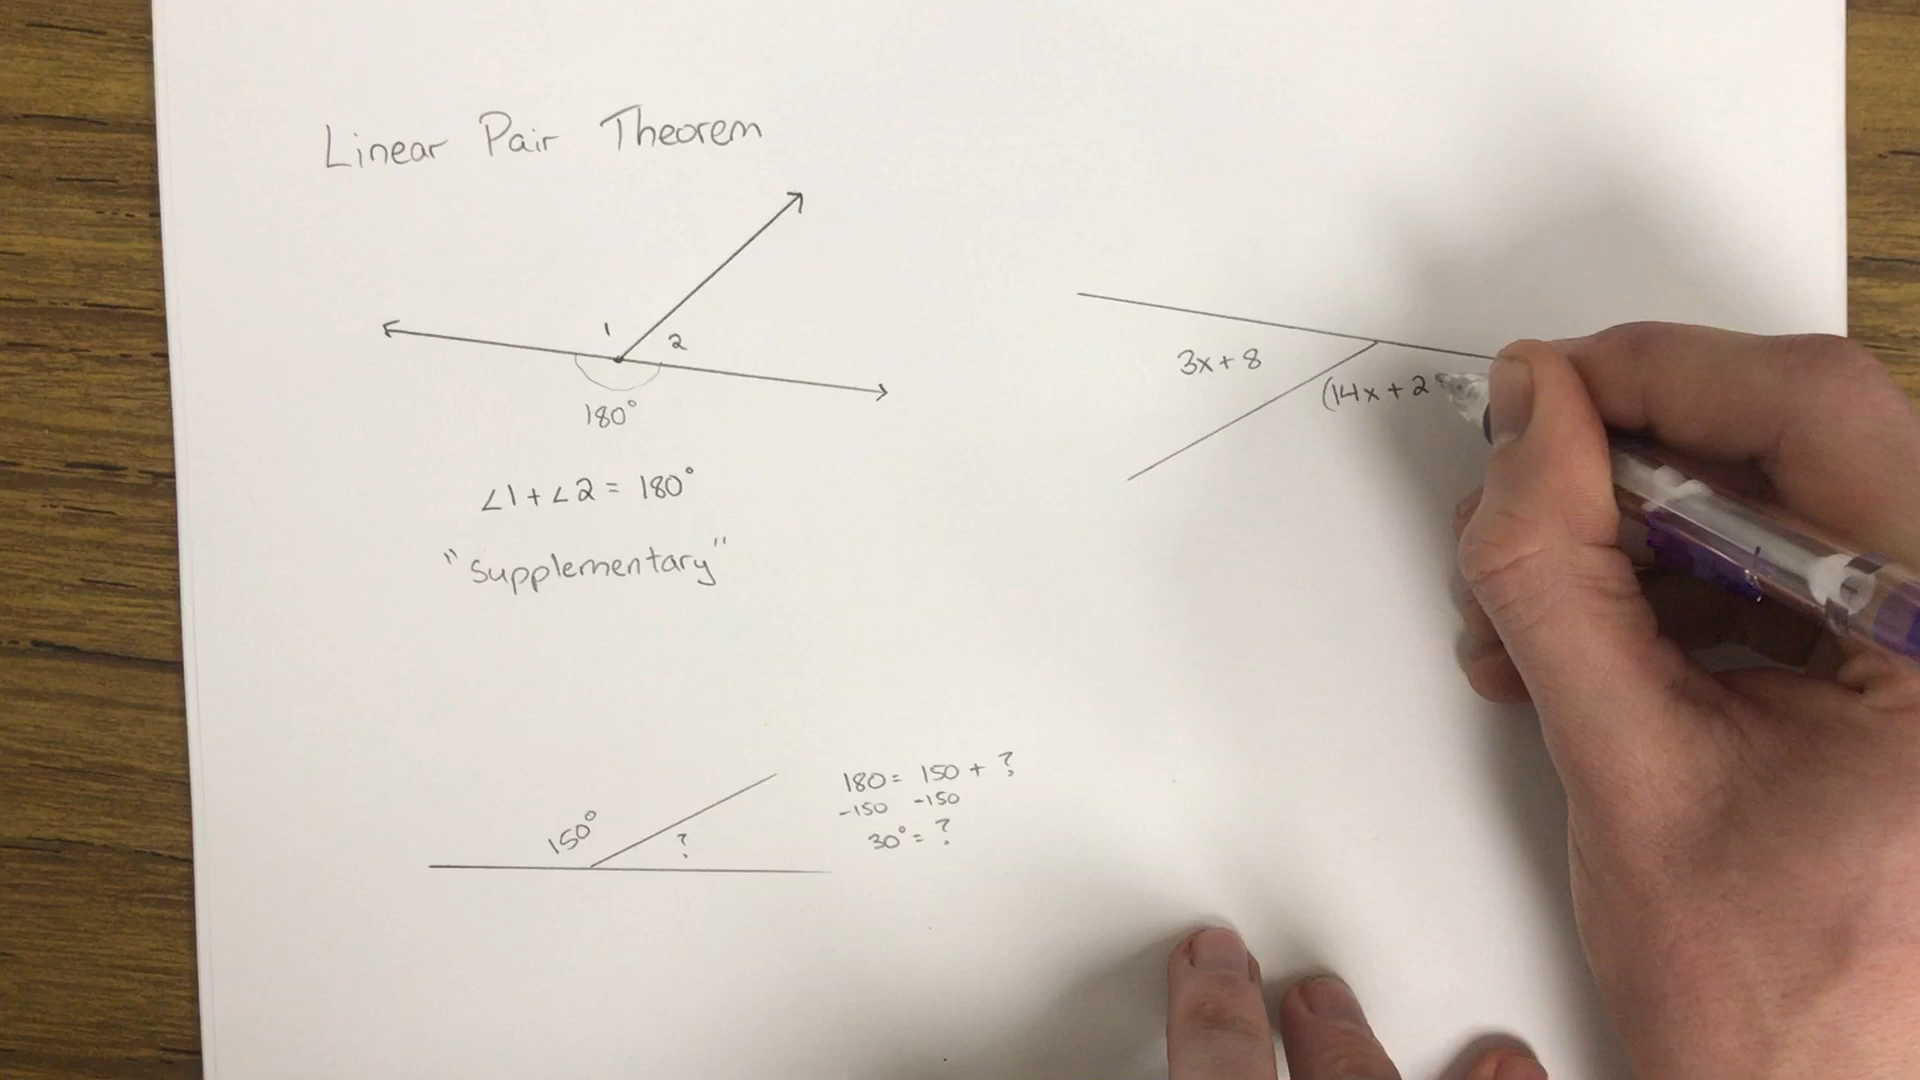 Linear Pair Theorem
1
2
180°
∠1 + ∠2 = 180°
"Supplementary"
150°
?
180 = 150 + ?
-150 -150
30° = ?
3x + 8
(14x + 2